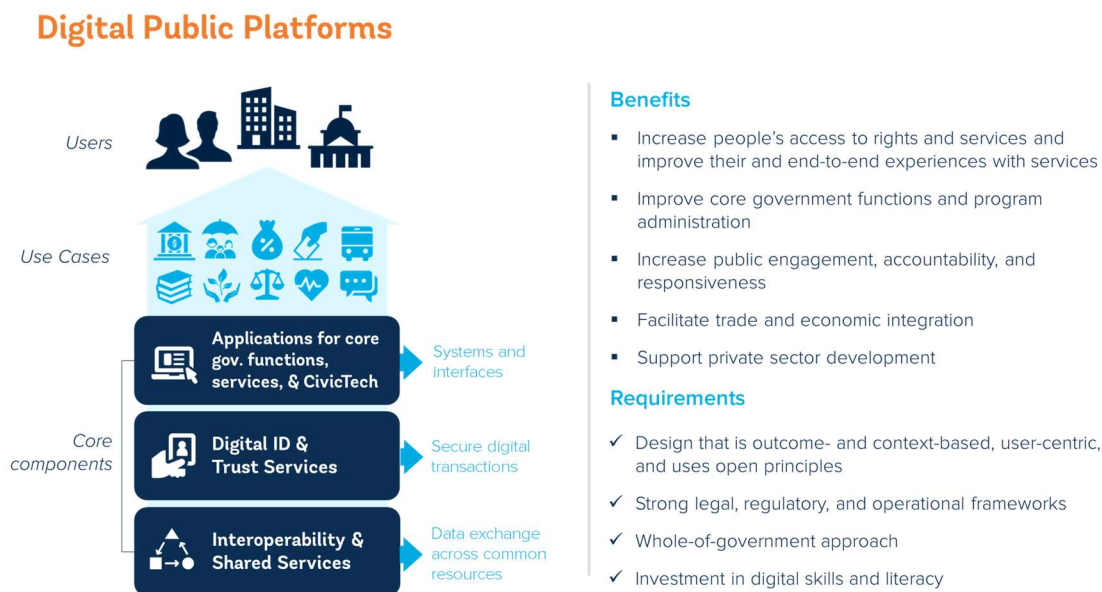 Digital Public Platforms
Users
Use Cases
Applications for core
gov. functions,
services, & CivicTech
Systems and
interfaces
Core
components
Digital ID &
Trust Services
Secure digital
transactions
Interoperability &
Shared Services
Data exchange
across common
resources
Benefits
▪ Increase people's access to rights and services and
improve their and end-to-end experiences with services
▪ Improve core government functions and program
administration
▪ Increase public engagement, accountability, and
responsiveness
▪ Facilitate trade and economic integration
▪ Support private sector development
Requirements
✓ Design that is outcome- and context-based, user-centric,
and uses open principles
✓ Strong legal, regulatory, and operational frameworks
✓ Whole-of-government approach
✓ Investment in digital skills and literacy